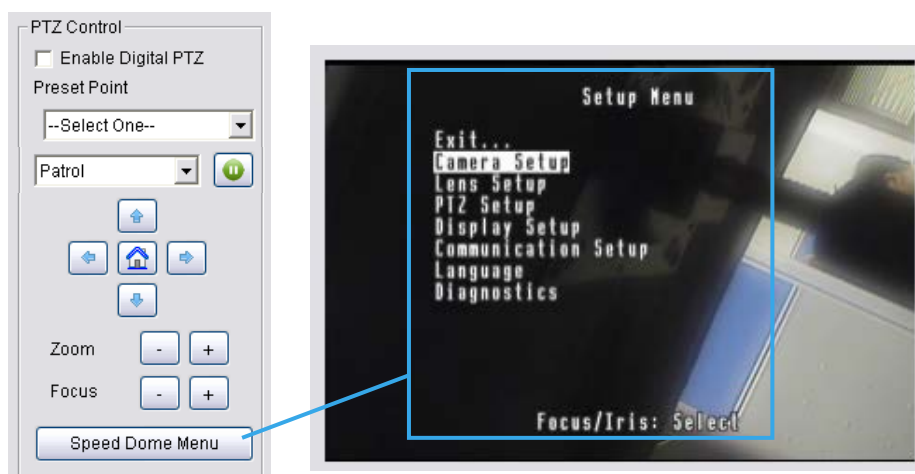 PTZ Control
Enable Digital PTZ
Preset Point
--Select One--
Patrol
Zoom - +
Focus - +
Speed Dome Menu
Setup Menu
Exit...
Camera Setup
Lens Setup
PTZ Setup
Display Setup
Communication Setup
Language
Diagnostics
Focus/Iris: Select